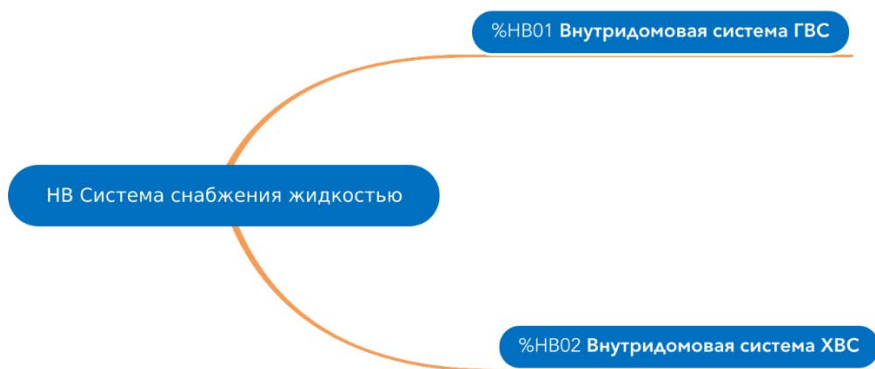 %HB01 Внутридомовая система ГВС
HB Система снабжения жидкостью
%HB02 Внутридомовая система ХВС